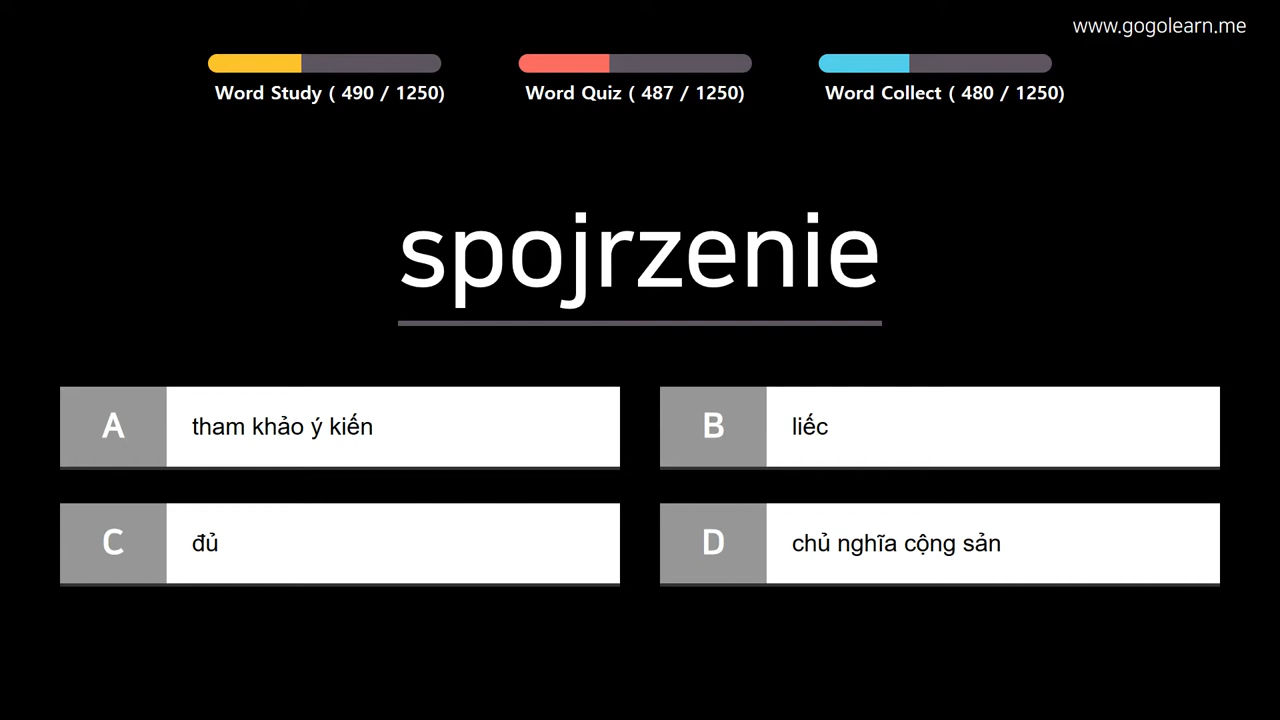 www.gogolearn.me
Word Study ( 490 / 1250)
Word Quiz ( 487 / 1250)
Word Collect ( 480 / 1250)
spojrzenie
A tham khảo ý kiến
B liếc
C đủ
D chủ nghĩa cộng sản